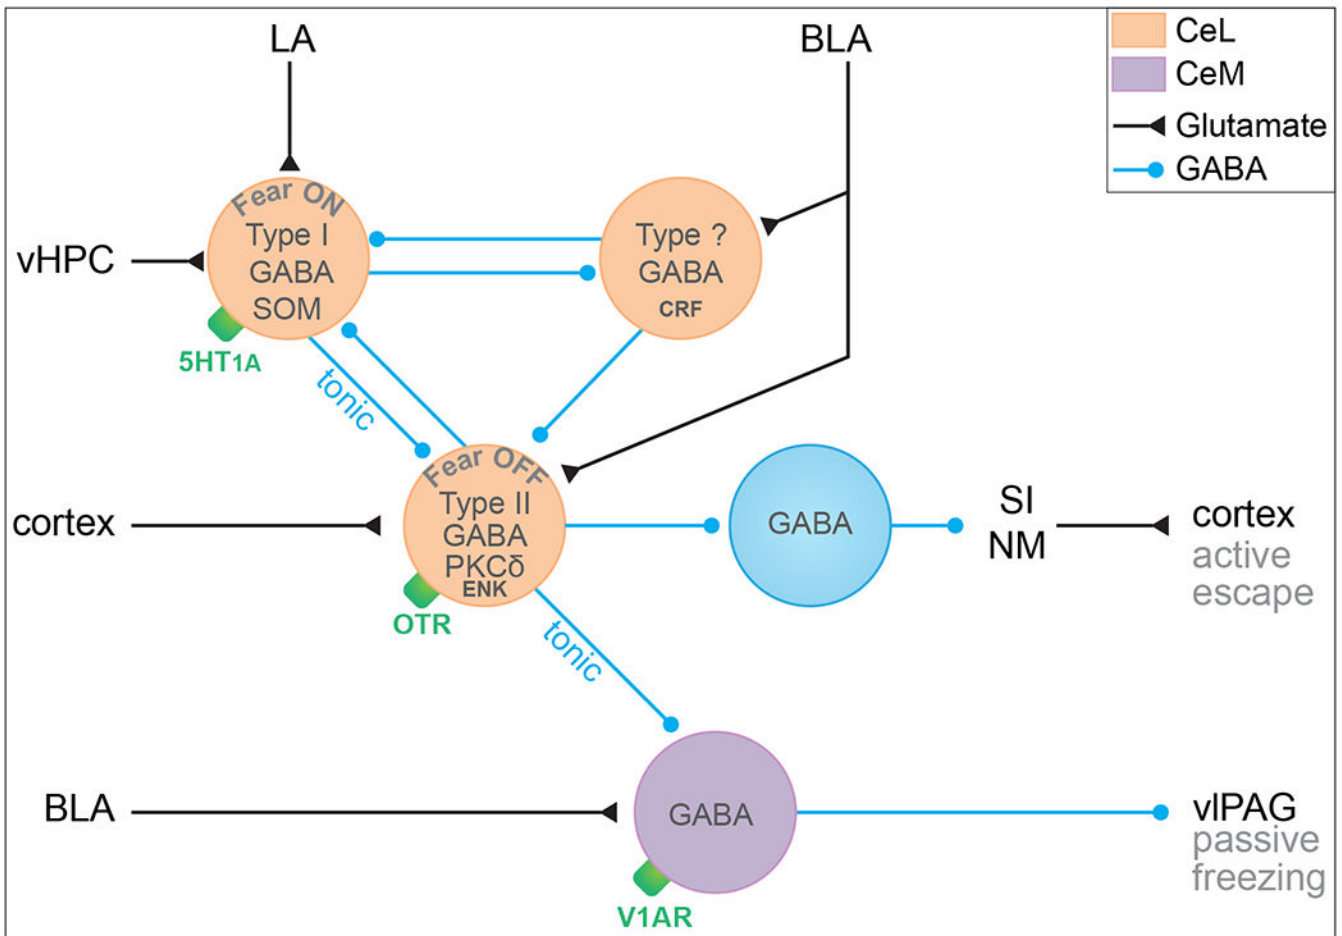 LA
BLA
CeL
CeM
Glutamate
GABA
Fear ON
Type I
GABA
SOM
vHPC
5HT1A
Type ?
GABA
CRF
tonic
Fear OFF
Type II
GABA
PKCδ
ENK
cortex
OTR
GABA
SI
NM
cortex
active
escape
tonic
BLA
GABA
V1AR
vlPAG
passive
freezing